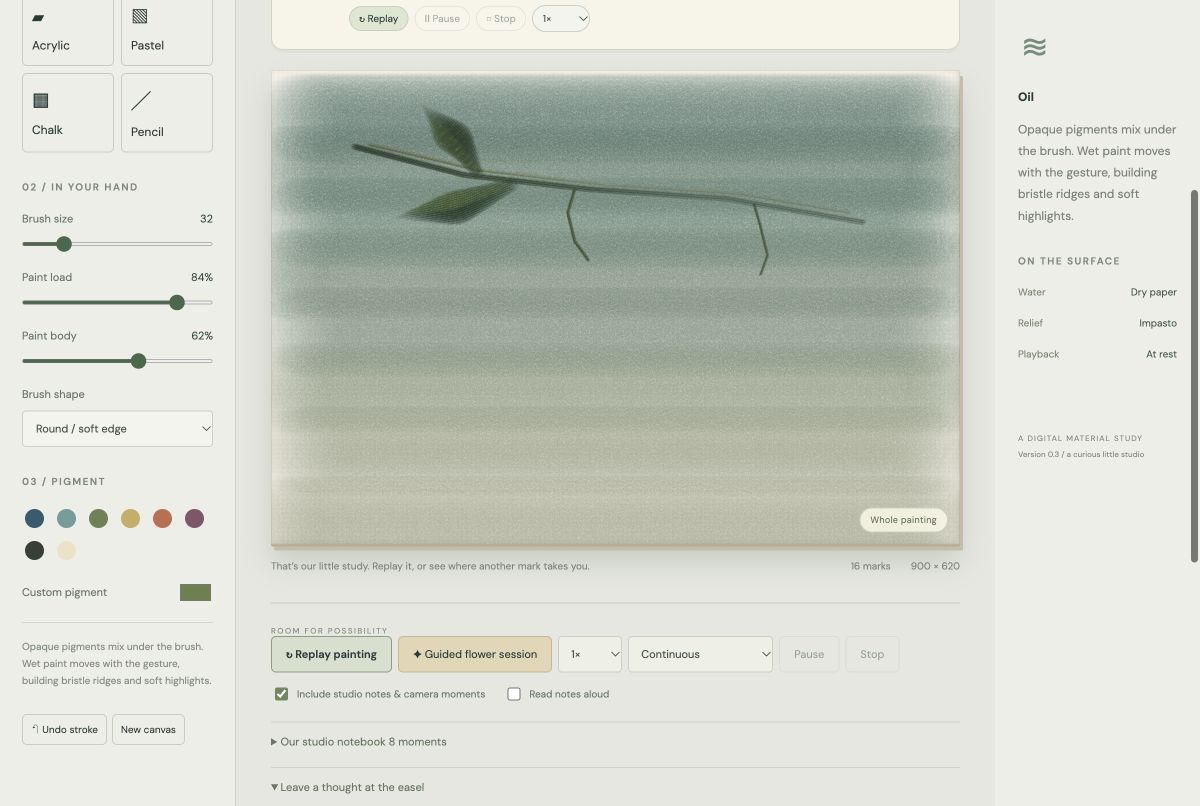 Acrylic
Pastel
Chalk
Pencil
02 / IN YOUR HAND
Brush size 32
Paint load 84%
Paint body 62%
Brush shape
Round / soft edge
03 / PIGMENT
Custom pigment
Opaque pigments mix under the brush.
Wet paint moves with the gesture,
building bristle ridges and soft highlights.
Undo stroke
New canvas
↻ Replay
II Pause
▫ Stop
1×
Whole painting
That's our little study. Replay it, or see where another mark takes you.
16 marks
900 × 620
ROOM FOR POSSIBILITY
↻ Replay painting
✦ Guided flower session
1×
Continuous
Pause
Stop
Include studio notes & camera moments
Read notes aloud
▶ Our studio notebook 8 moments
▼ Leave a thought at the easel
Oil
Opaque pigments mix under
the brush. Wet paint moves
with the gesture, building
bristle ridges and soft
highlights.
ON THE SURFACE
Water Dry paper
Relief Impasto
Playback At rest
A DIGITAL MATERIAL STUDY
Version 0.3 / a curious little studio